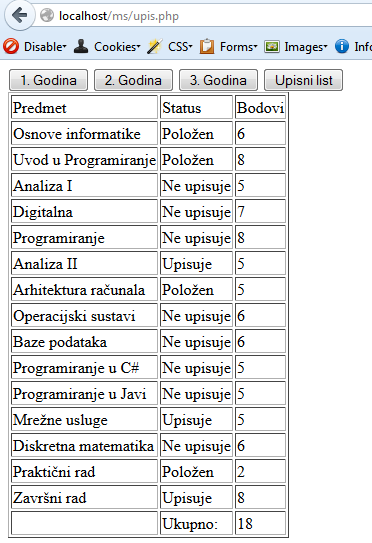 localhost/ms/upis.php
Disable Cookies CSS Forms Images Info
1. Godina 2. Godina 3. Godina Upisni list
Predmet Status Bodovi
Osnove informatike Položen 6
Uvod u Programiranje Položen 8
Analiza I Ne upisuje 5
Digitalna Ne upisuje 7
Programiranje Ne upisuje 8
Analiza II Upisuje 5
Arhitektura računala Položen 5
Operacijski sustavi Ne upisuje 6
Baze podataka Ne upisuje 6
Programiranje u C# Ne upisuje 5
Programiranje u Javi Ne upisuje 5
Mrežne usluge Upisuje 5
Diskretna matematika Ne upisuje 6
Praktični rad Položen 2
Završni rad Upisuje 8
Ukupno: 18